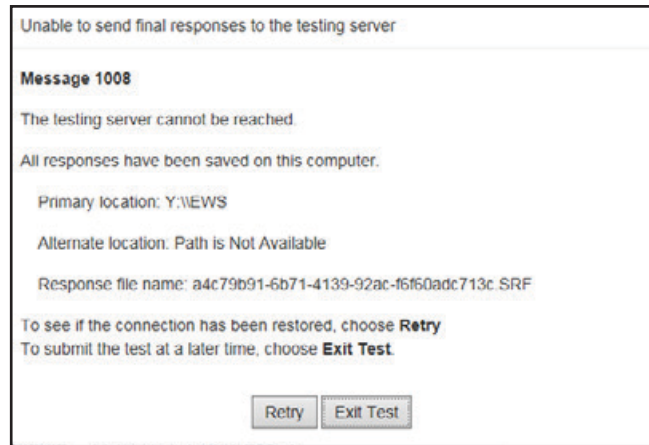 Unable to send final responses to the testing server
Message 1008
The testing server cannot be reached.
All responses have been saved on this computer.
Primary location: Y:\\EWS
Alternate location: Path is Not Available
Response file name: a4c79b91-6b71-4139-92ac-f6f60adc713c.SRF
To see if the connection has been restored, choose Retry
To submit the test at a later time, choose Exit Test.
Retry Exit Test